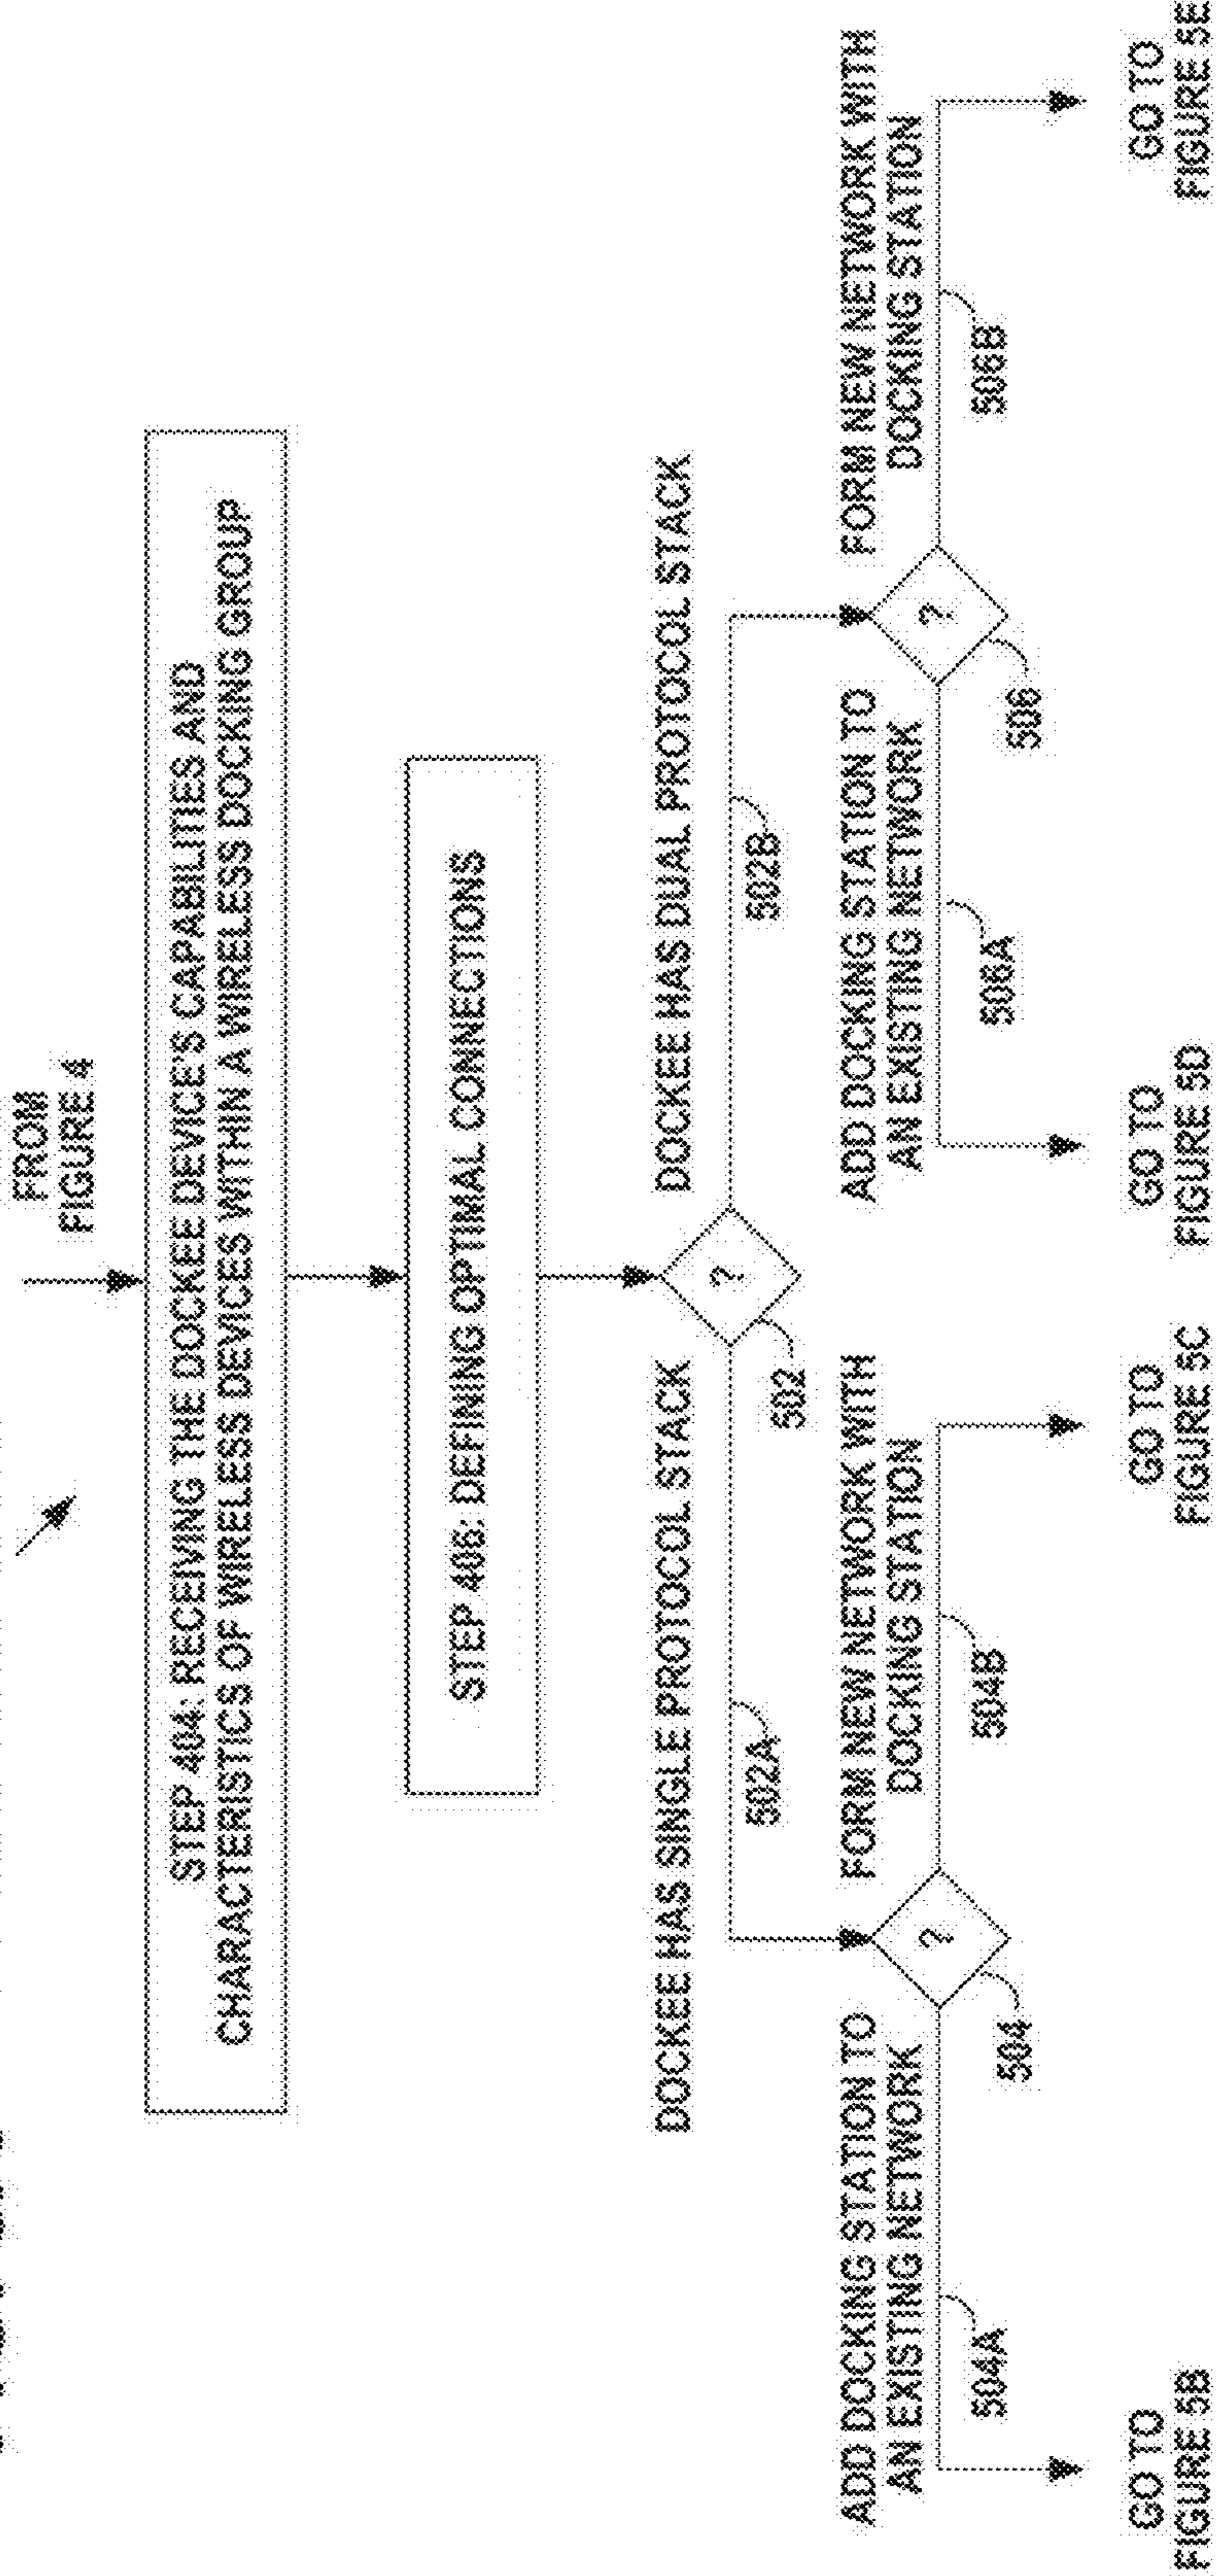 FROM
FIGURE 4
STEP 404: RECEIVING THE DOCKEE DEVICE'S CAPABILITIES AND
CHARACTERISTICS OF WIRELESS DEVICES WITHIN A WIRELESS DOCKING GROUP
STEP 406: DEFINING OPTIMAL CONNECTIONS
DOCKEE HAS SINGLE PROTOCOL STACK
?
DOCKEE HAS DUAL PROTOCOL STACK
502A
502
502B
ADD DOCKING STATION TO
AN EXISTING NETWORK
?
FORM NEW NETWORK WITH
DOCKING STATION
ADD DOCKING STATION TO
AN EXISTING NETWORK
?
FORM NEW NETWORK WITH
DOCKING STATION
504A
504
504B
506A
506
506B
GO TO
FIGURE 5B
GO TO
FIGURE 5C
GO TO
FIGURE 5D
GO TO
FIGURE 5E